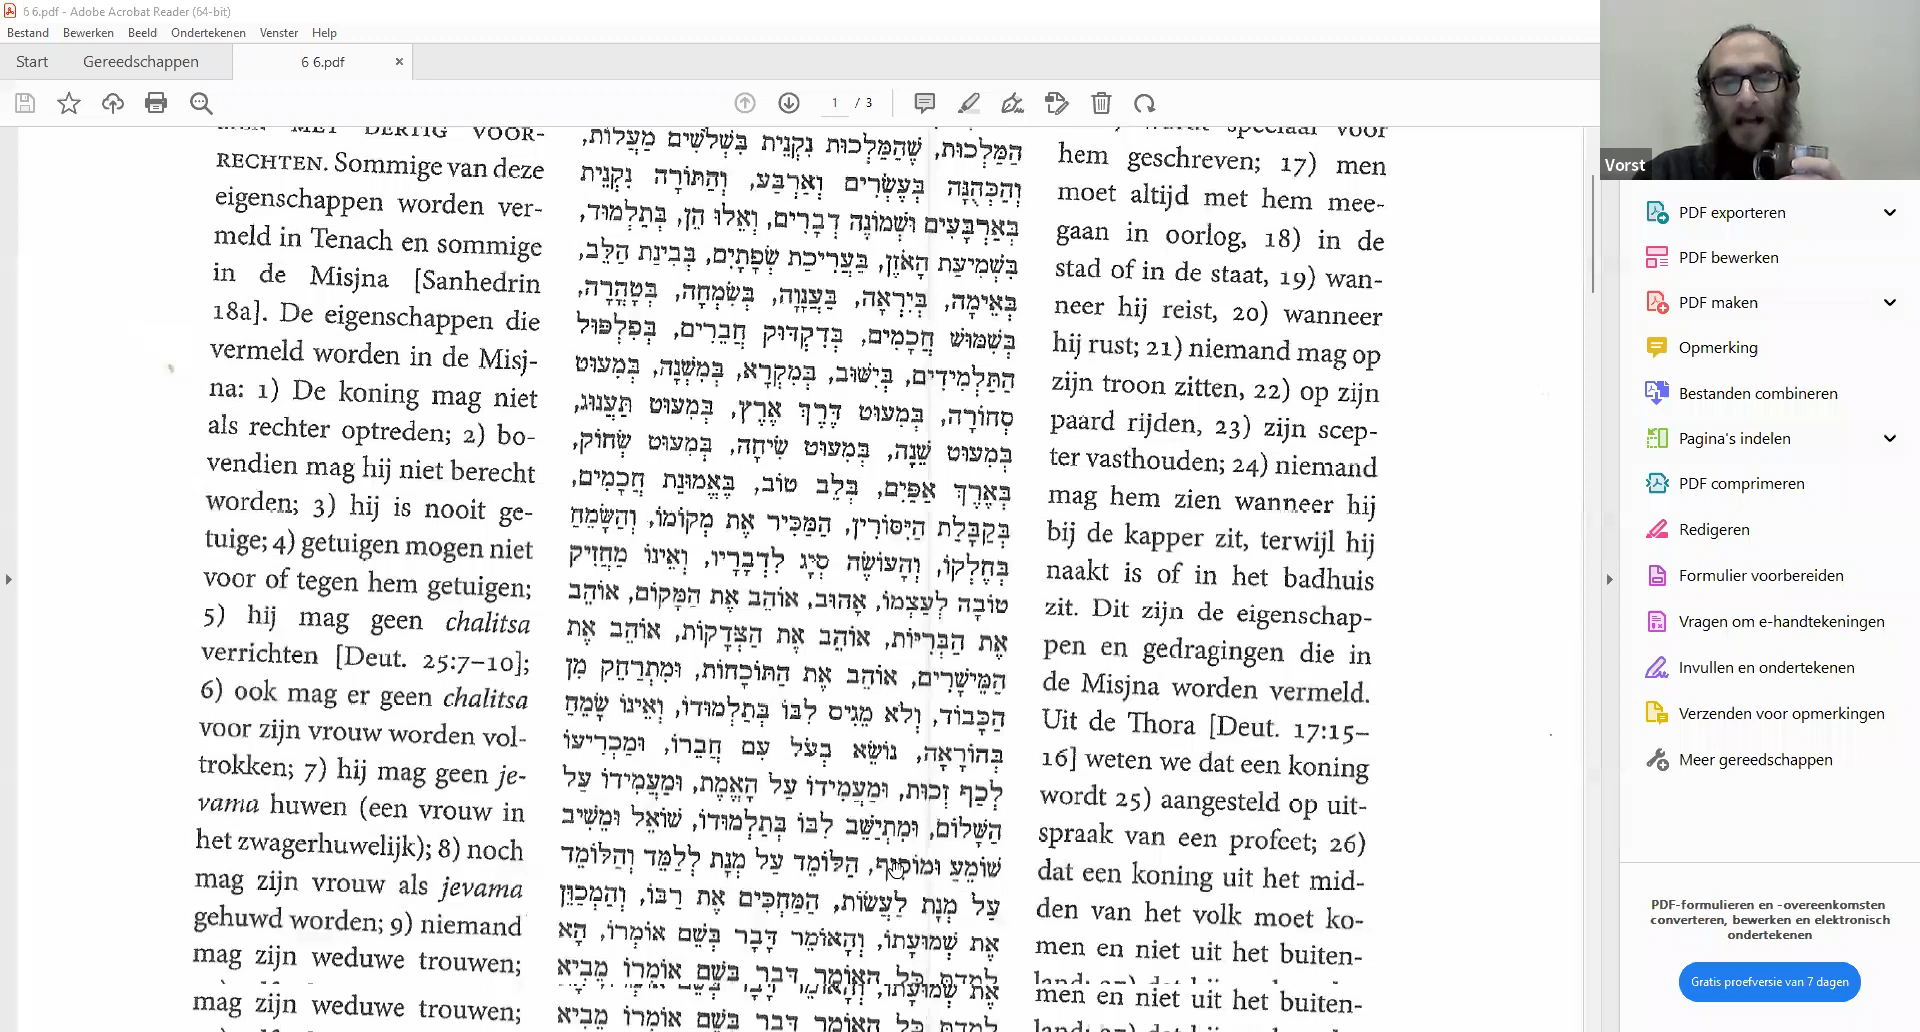 6 6.pdf - Adobe Acrobat Reader (64-bit)
Bestand Bewerken Beeld Ondertekenen Venster Help
Start Gereedschappen 6 6.pdf ×
1 / 3
MET DERTIG VOOR-
RECHTEN. Sommige van deze
eigenschappen worden ver-
meld in Tenach en sommige
in de Misjna [Sanhedrin
18a]. De eigenschappen die
vermeld worden in de Misj-
na: 1) De koning mag niet
als rechter optreden; 2) bo-
vendien mag hij niet berecht
worden; 3) hij is nooit ge-
tuige; 4) getuigen mogen niet
voor of tegen hem getuigen;
5) hij mag geen chalitsa
verrichten [Deut. 25:7–10];
6) ook mag er geen chalitsa
voor zijn vrouw worden vol-
trokken; 7) hij mag geen je-
vama huwen (een vrouw in
het zwagerhuwelijk); 8) noch
mag zijn vrouw als jevama
gehuwd worden; 9) niemand
mag zijn weduwe trouwen;
mag zijn weduwe trouwen;
הַמַּלְכוּת, שֶׁהַמַּלְכוּת נִקְנֵית בִּשְׁלֹשִׁים מַעֲלוֹת,
וְהַכְּהֻנָּה בְּעֶשְׂרִים וְאַרְבַּע, וְהַתּוֹרָה נִקְנֵית
בְּאַרְבָּעִים וּשְׁמוֹנָה דְבָרִים, וְאֵלּוּ הֵן, בְּתַלְמוּד,
בִּשְׁמִיעַת הָאֹזֶן, בַּעֲרִיכַת שְׂפָתַיִם, בְּבִינַת הַלֵּב,
בְּאֵימָה, בְּיִרְאָה, בַּעֲנָוָה, בְּשִׂמְחָה, בְּטָהֳרָה,
בְּשִׁמּוּשׁ חֲכָמִים, בְּדִקְדּוּק חֲבֵרִים, בְּפִלְפּוּל
הַתַּלְמִידִים, בְּיִשּׁוּב, בְּמִקְרָא, בְּמִשְׁנָה, בְּמִעוּט
סְחוֹרָה, בְּמִעוּט דֶּרֶךְ אֶרֶץ, בְּמִעוּט תַּעֲנוּג,
בְּמִעוּט שֵׁנָה, בְּמִעוּט שִׂיחָה, בְּמִעוּט שְׂחוֹק,
בְּאֶרֶךְ אַפַּיִם, בְּלֵב טוֹב, בֶּאֱמוּנַת חֲכָמִים,
בְּקַבָּלַת הַיִּסּוֹרִין, הַמַּכִּיר אֶת מְקוֹמוֹ, וְהַשָּׂמֵחַ
בְּחֶלְקוֹ, וְהָעוֹשֶׂה סְיָג לִדְבָרָיו, וְאֵינוֹ מַחֲזִיק
טוֹבָה לְעַצְמוֹ, אָהוּב, אוֹהֵב אֶת הַמָּקוֹם, אוֹהֵב
אֶת הַבְּרִיּוֹת, אוֹהֵב אֶת הַצְּדָקוֹת, אוֹהֵב אֶת
הַמֵּישָׁרִים, אוֹהֵב אֶת הַתּוֹכָחוֹת, וּמִתְרַחֵק מִן
הַכָּבוֹד, וְלֹא מֵגִיס לִבּוֹ בְּתַלְמוּדוֹ, וְאֵינוֹ שָׂמֵחַ
בְּהוֹרָאָה, נוֹשֵׂא בְעֹל עִם חֲבֵרוֹ, וּמַכְרִיעוֹ
לְכַף זְכוּת, וּמַעֲמִידוֹ עַל הָאֱמֶת, וּמַעֲמִידוֹ עַל
הַשָּׁלוֹם, וּמִתְיַשֵּׁב לִבּוֹ בְּתַלְמוּדוֹ, שׁוֹאֵל וּמֵשִׁיב
שׁוֹמֵעַ וּמוֹסִיף, הַלּוֹמֵד עַל מְנָת לְלַמֵּד וְהַלּוֹמֵד
עַל מְנָת לַעֲשׂוֹת, הַמַּחְכִּים אֶת רַבּוֹ, וְהַמְכַוֵּן
אֶת שְׁמוּעָתוֹ, וְהָאוֹמֵר דָּבָר בְּשֵׁם אוֹמְרוֹ, הָא
לָמַדְתָּ כָּל הָאוֹמֵר דָּבָר בְּשֵׁם אוֹמְרוֹ מֵבִיא
אֶת שְׁמוּעָתוֹ, וְהָאוֹמֵר דָּבָר
לָמַדְתָּ כָּל הָאוֹמֵר דָּבָר בְּשֵׁם אוֹמְרוֹ מֵבִיא
speciaal voor
hem geschreven; 17) men
moet altijd met hem mee-
gaan in oorlog, 18) in de
stad of in de staat, 19) wan-
neer hij reist, 20) wanneer
hij rust; 21) niemand mag op
zijn troon zitten, 22) op zijn
paard rijden, 23) zijn scep-
ter vasthouden; 24) niemand
mag hem zien wanneer hij
bij de kapper zit, terwijl hij
naakt is of in het badhuis
zit. Dit zijn de eigenschap-
pen en gedragingen die in
de Misjna worden vermeld.
Uit de Thora [Deut. 17:15–
16] weten we dat een koning
wordt 25) aangesteld op uit-
spraak van een profeet; 26)
dat een koning uit het mid-
den van het volk moet ko-
men en niet uit het buiten-
men en niet uit het buiten-
Vorst
PDF exporteren
PDF bewerken
PDF maken
Opmerking
Bestanden combineren
Pagina's indelen
PDF comprimeren
Redigeren
Formulier voorbereiden
Vragen om e-handtekeningen
Invullen en ondertekenen
Verzenden voor opmerkingen
Meer gereedschappen
PDF-formulieren en -overeenkomsten
converteren, bewerken en elektronisch
ondertekenen
Gratis proefversie van 7 dagen